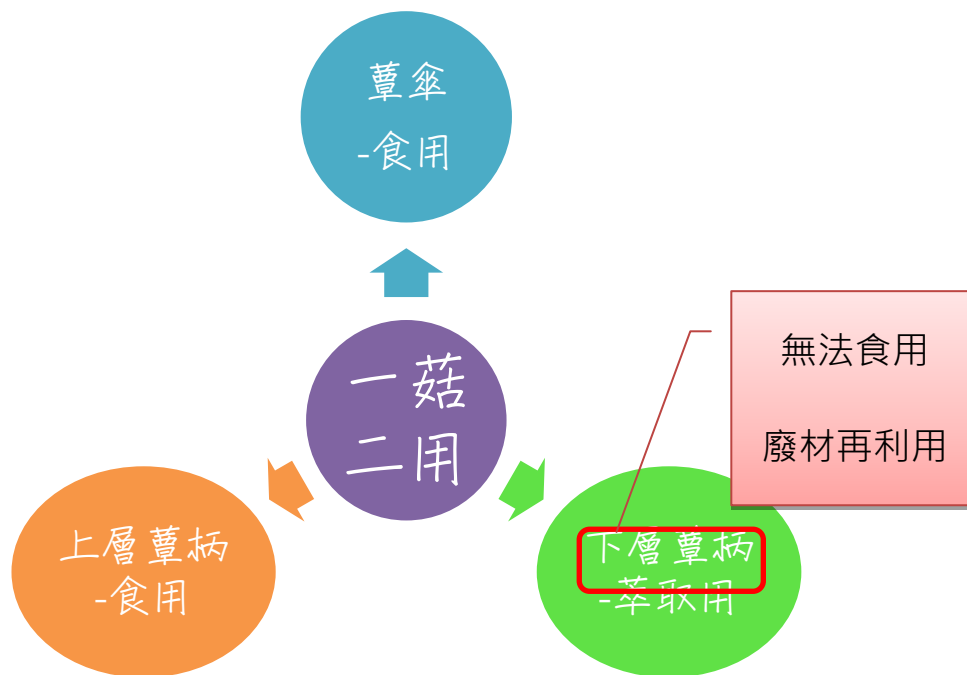 蕈傘
-食用
一菇
二用
無法食用
廢材再利用
上層蕈柄
-食用
下層蕈柄
-萃取用